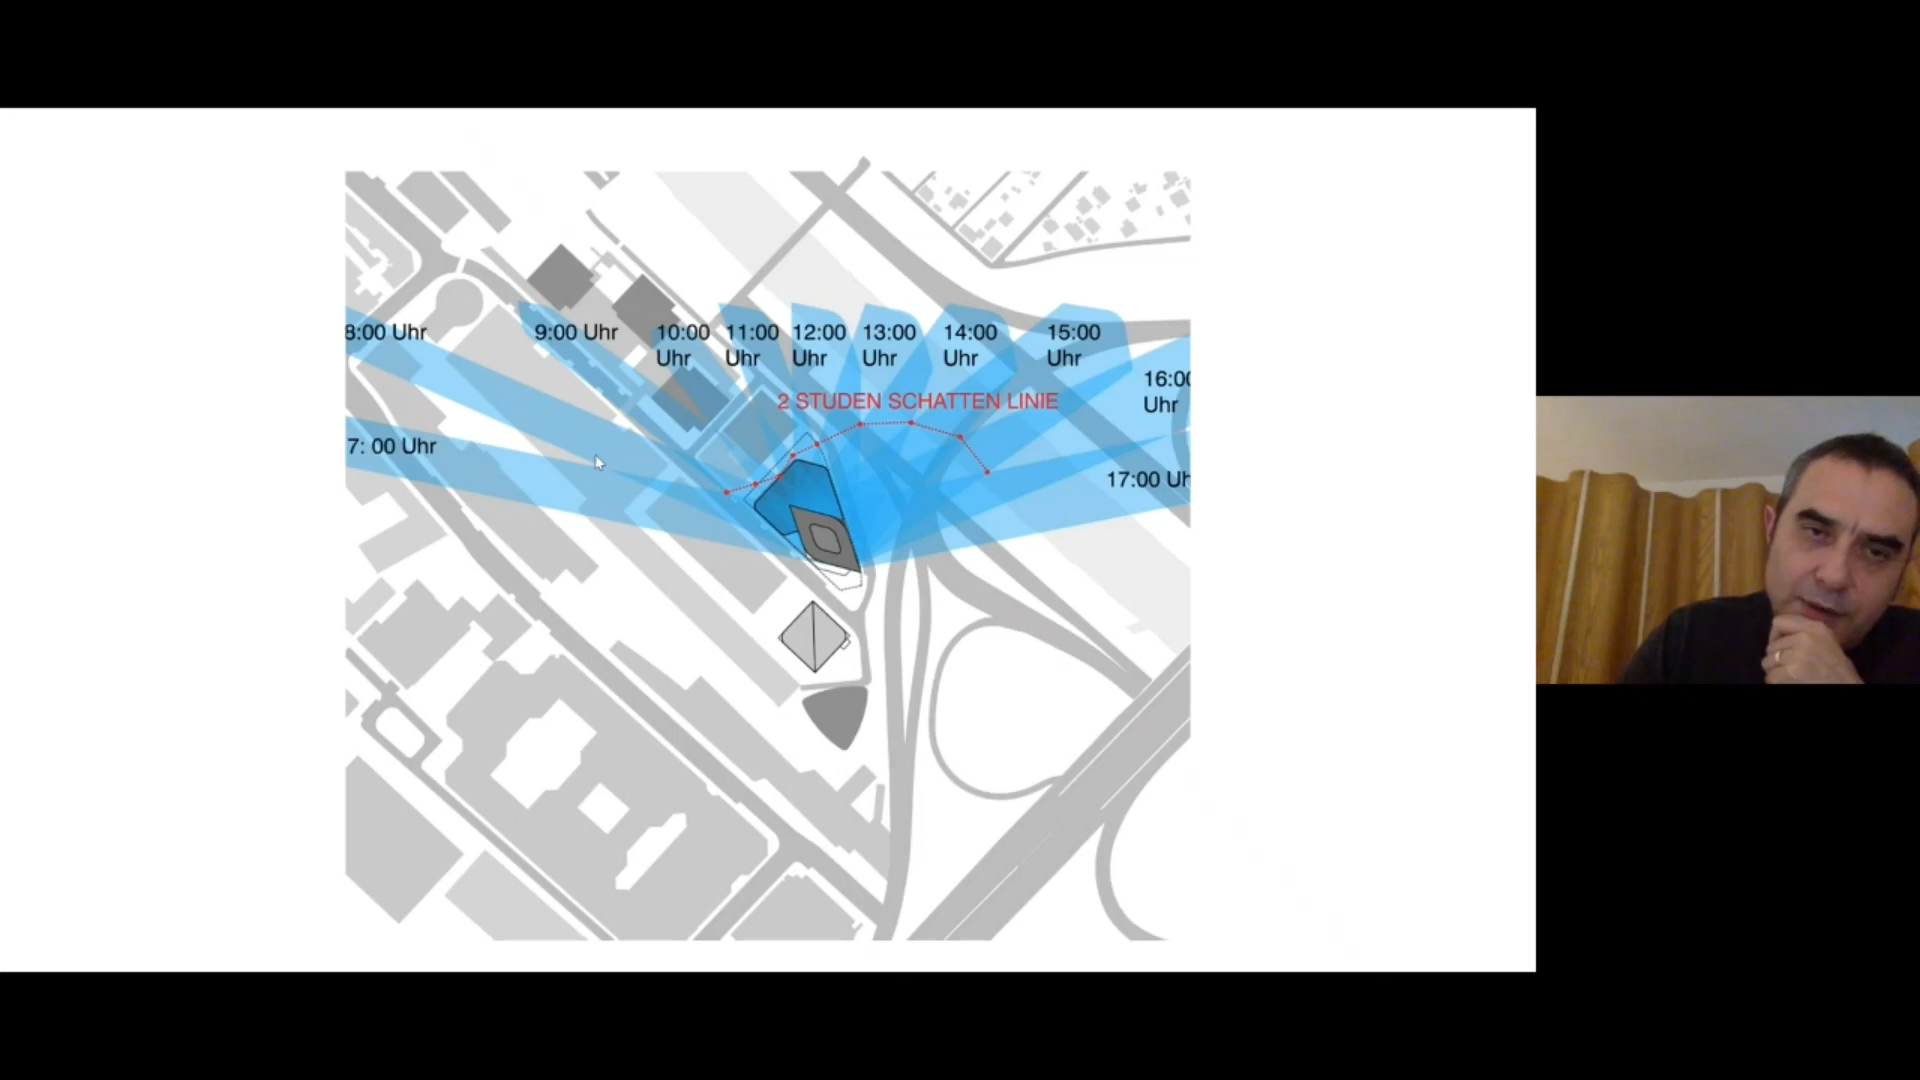 8:00 Uhr
9:00 Uhr
10:00
Uhr
11:00
Uhr
12:00
Uhr
13:00
Uhr
14:00
Uhr
15:00
Uhr
16:00
Uhr
2 STUDEN SCHATTEN LINIE
7: 00 Uhr
17:00 Uh